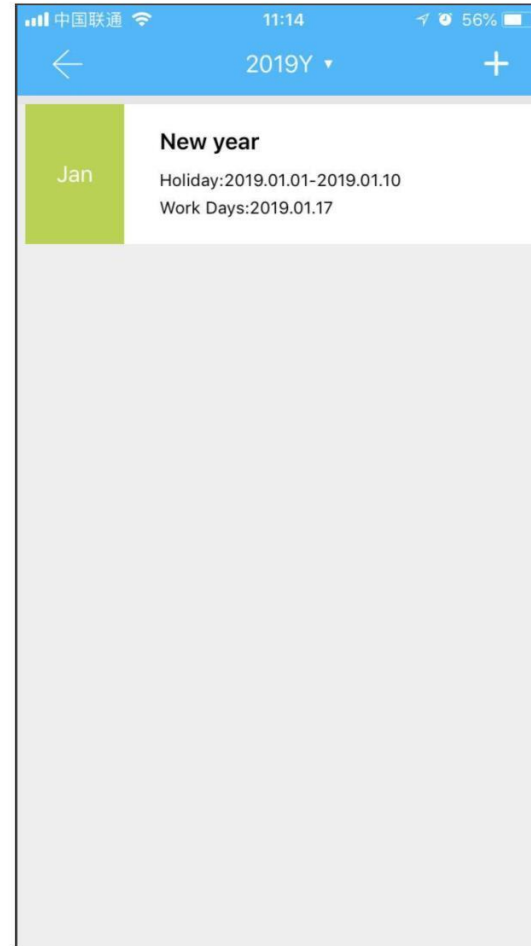 中国联通 11:14 56%
2019Y
Jan
New year
Holiday:2019.01.01-2019.01.10
Work Days:2019.01.17